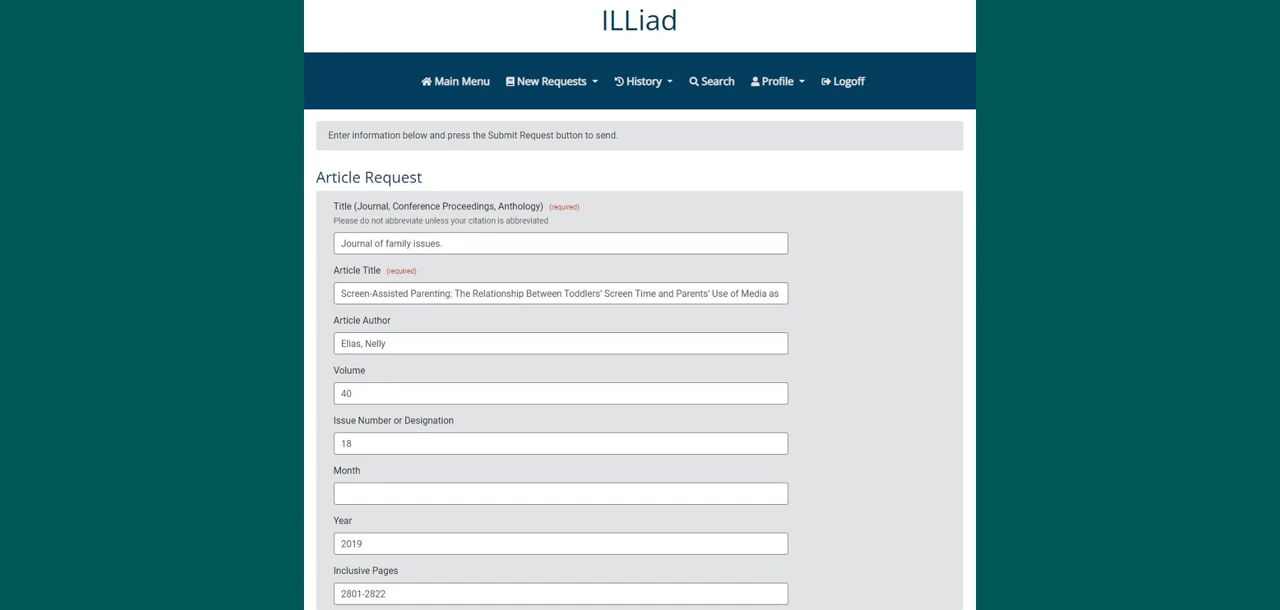 ILLiad
Main Menu New Requests History Search Profile Logoff
Enter information below and press the Submit Request button to send.
Article Request
Title (Journal, Conference Proceedings, Anthology) (required)
Please do not abbreviate unless your citation is abbreviated
Journal of family issues.
Article Title (required)
Screen-Assisted Parenting: The Relationship Between Toddlers' Screen Time and Parents' Use of Media as
Article Author
Elias, Nelly
Volume
40
Issue Number or Designation
18
Month
Year
2019
Inclusive Pages
2801-2822